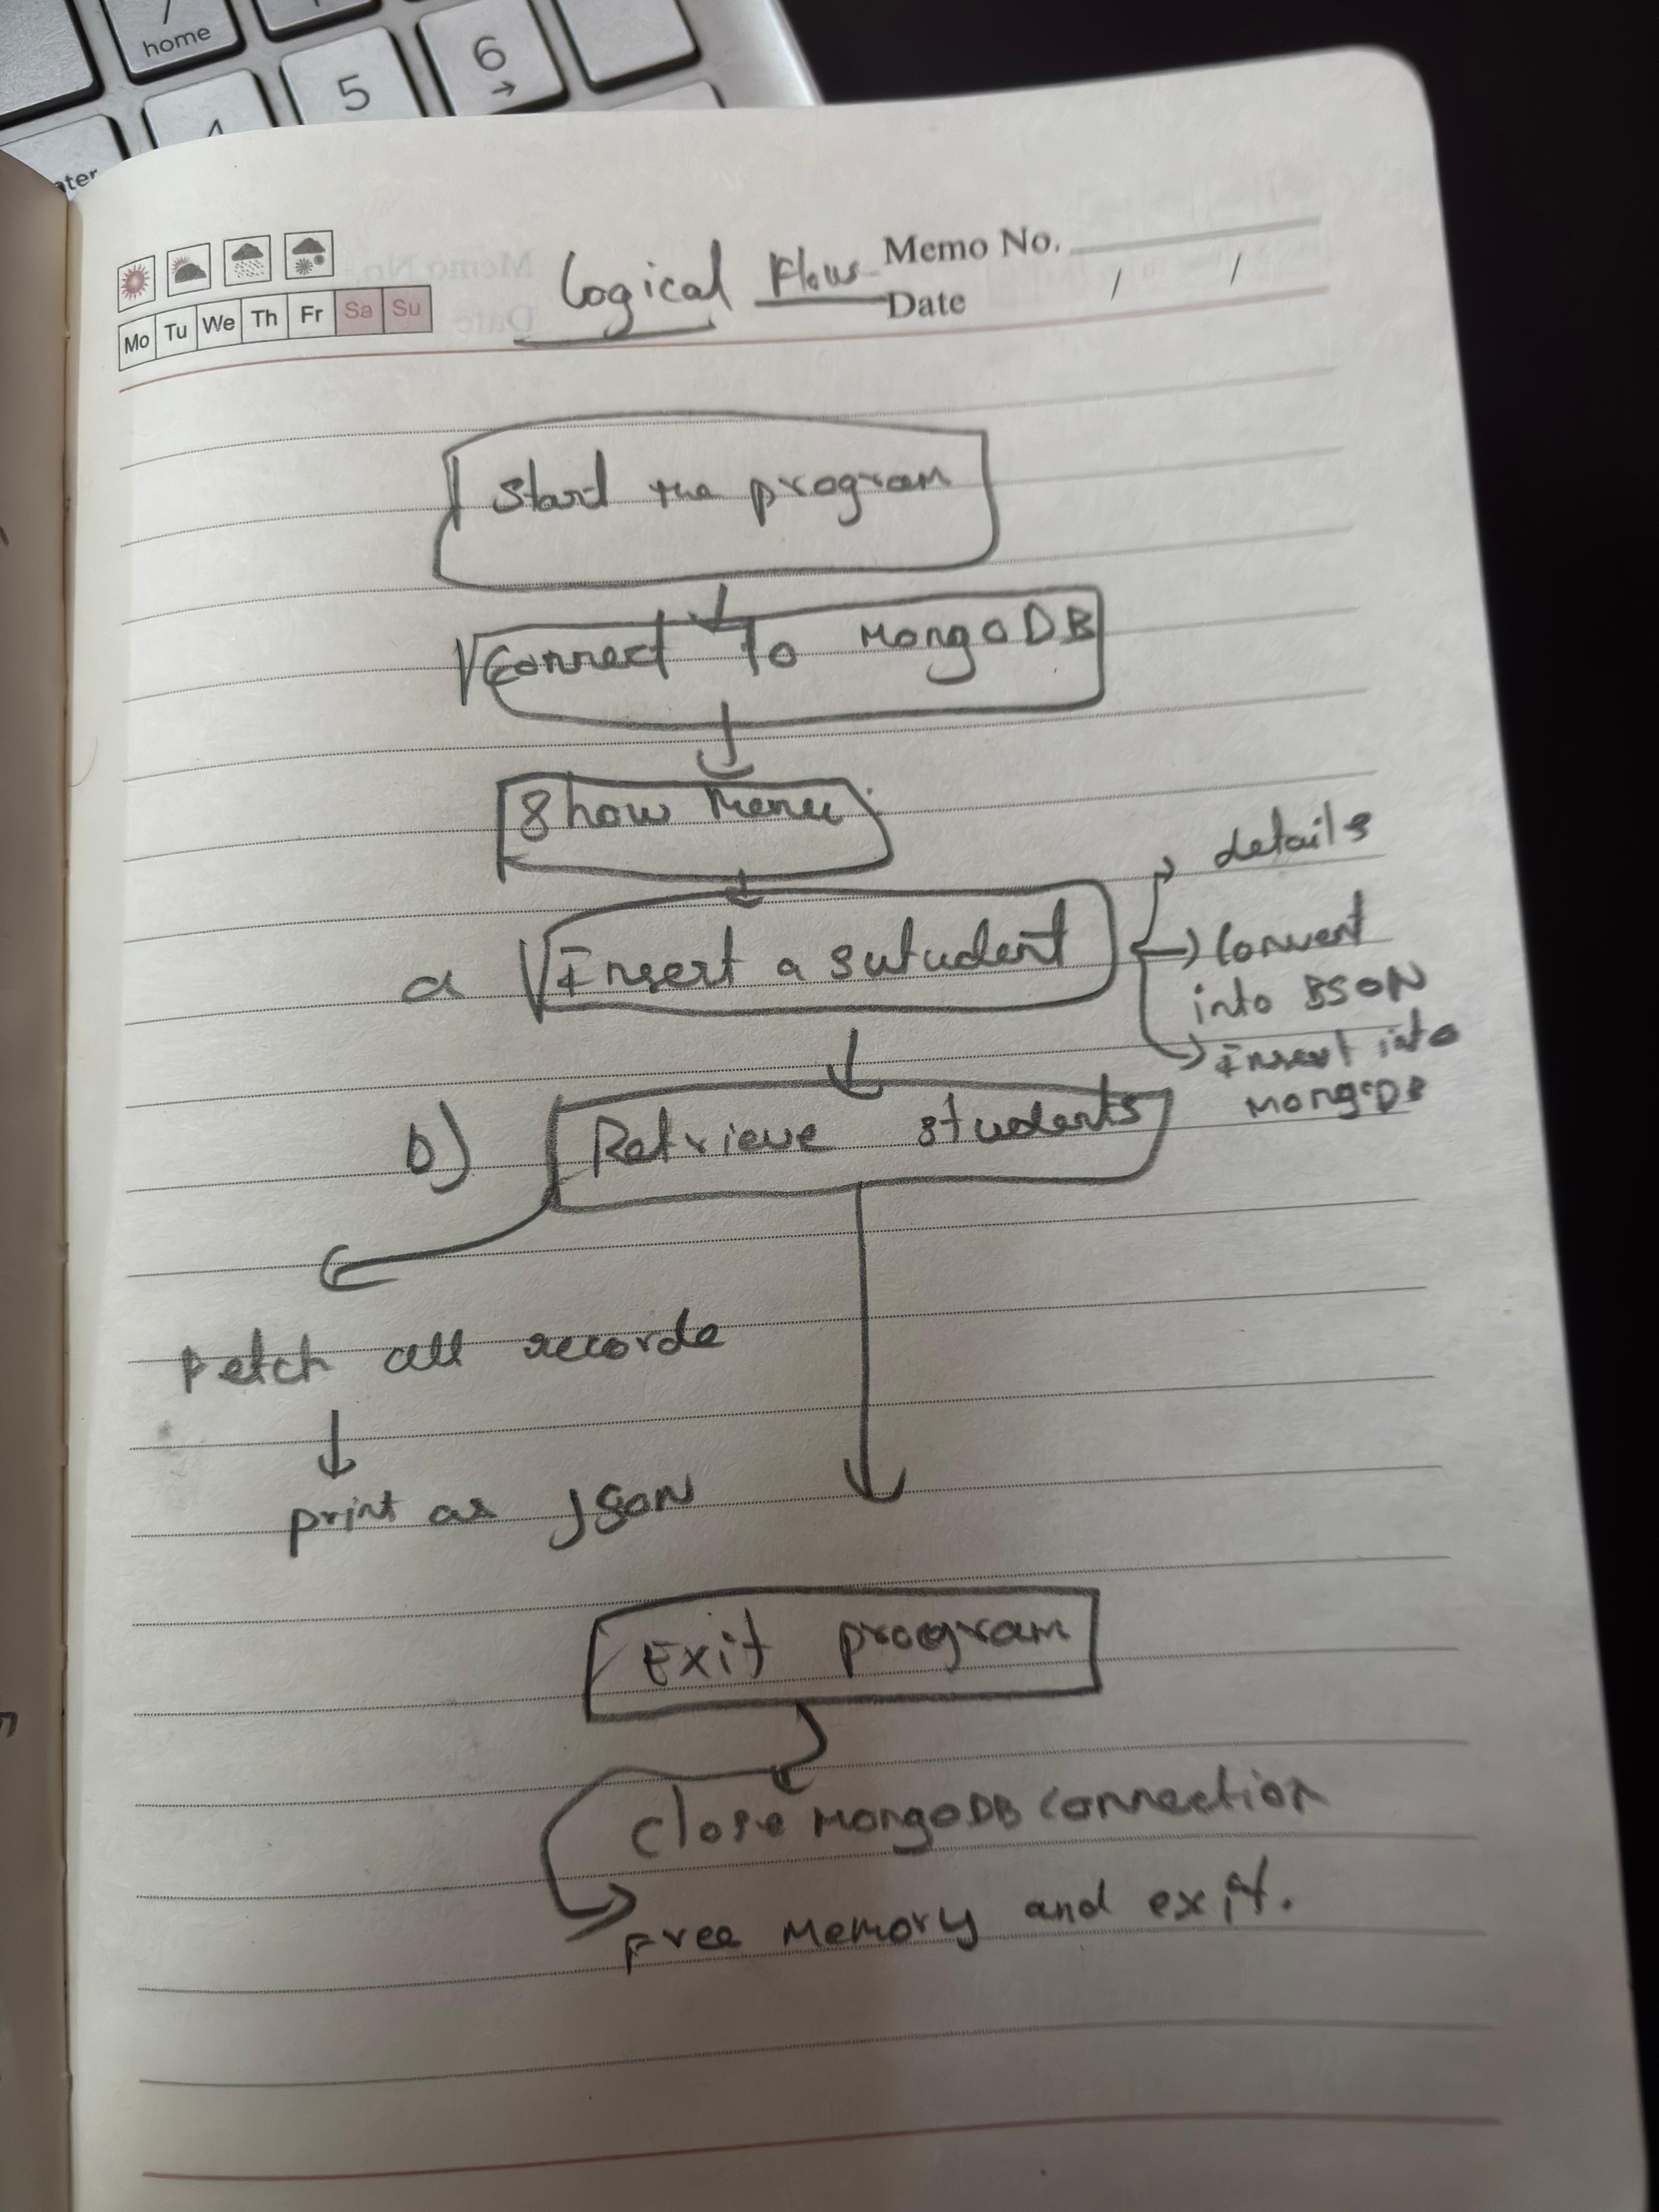 home
4
5
6
Memo No.
Logical Flow
Date / /
Mo Tu We Th Fr Sa Su
Start the program
Connect To MongoDB
Show Menu
details
a Insert a sutudent
Convert
into BSON
Insert into
MongoDB
b) Retrieve students
Fetch all records
print as JSON
Exit program
Close MongoDB connection
Free Memory and exit.